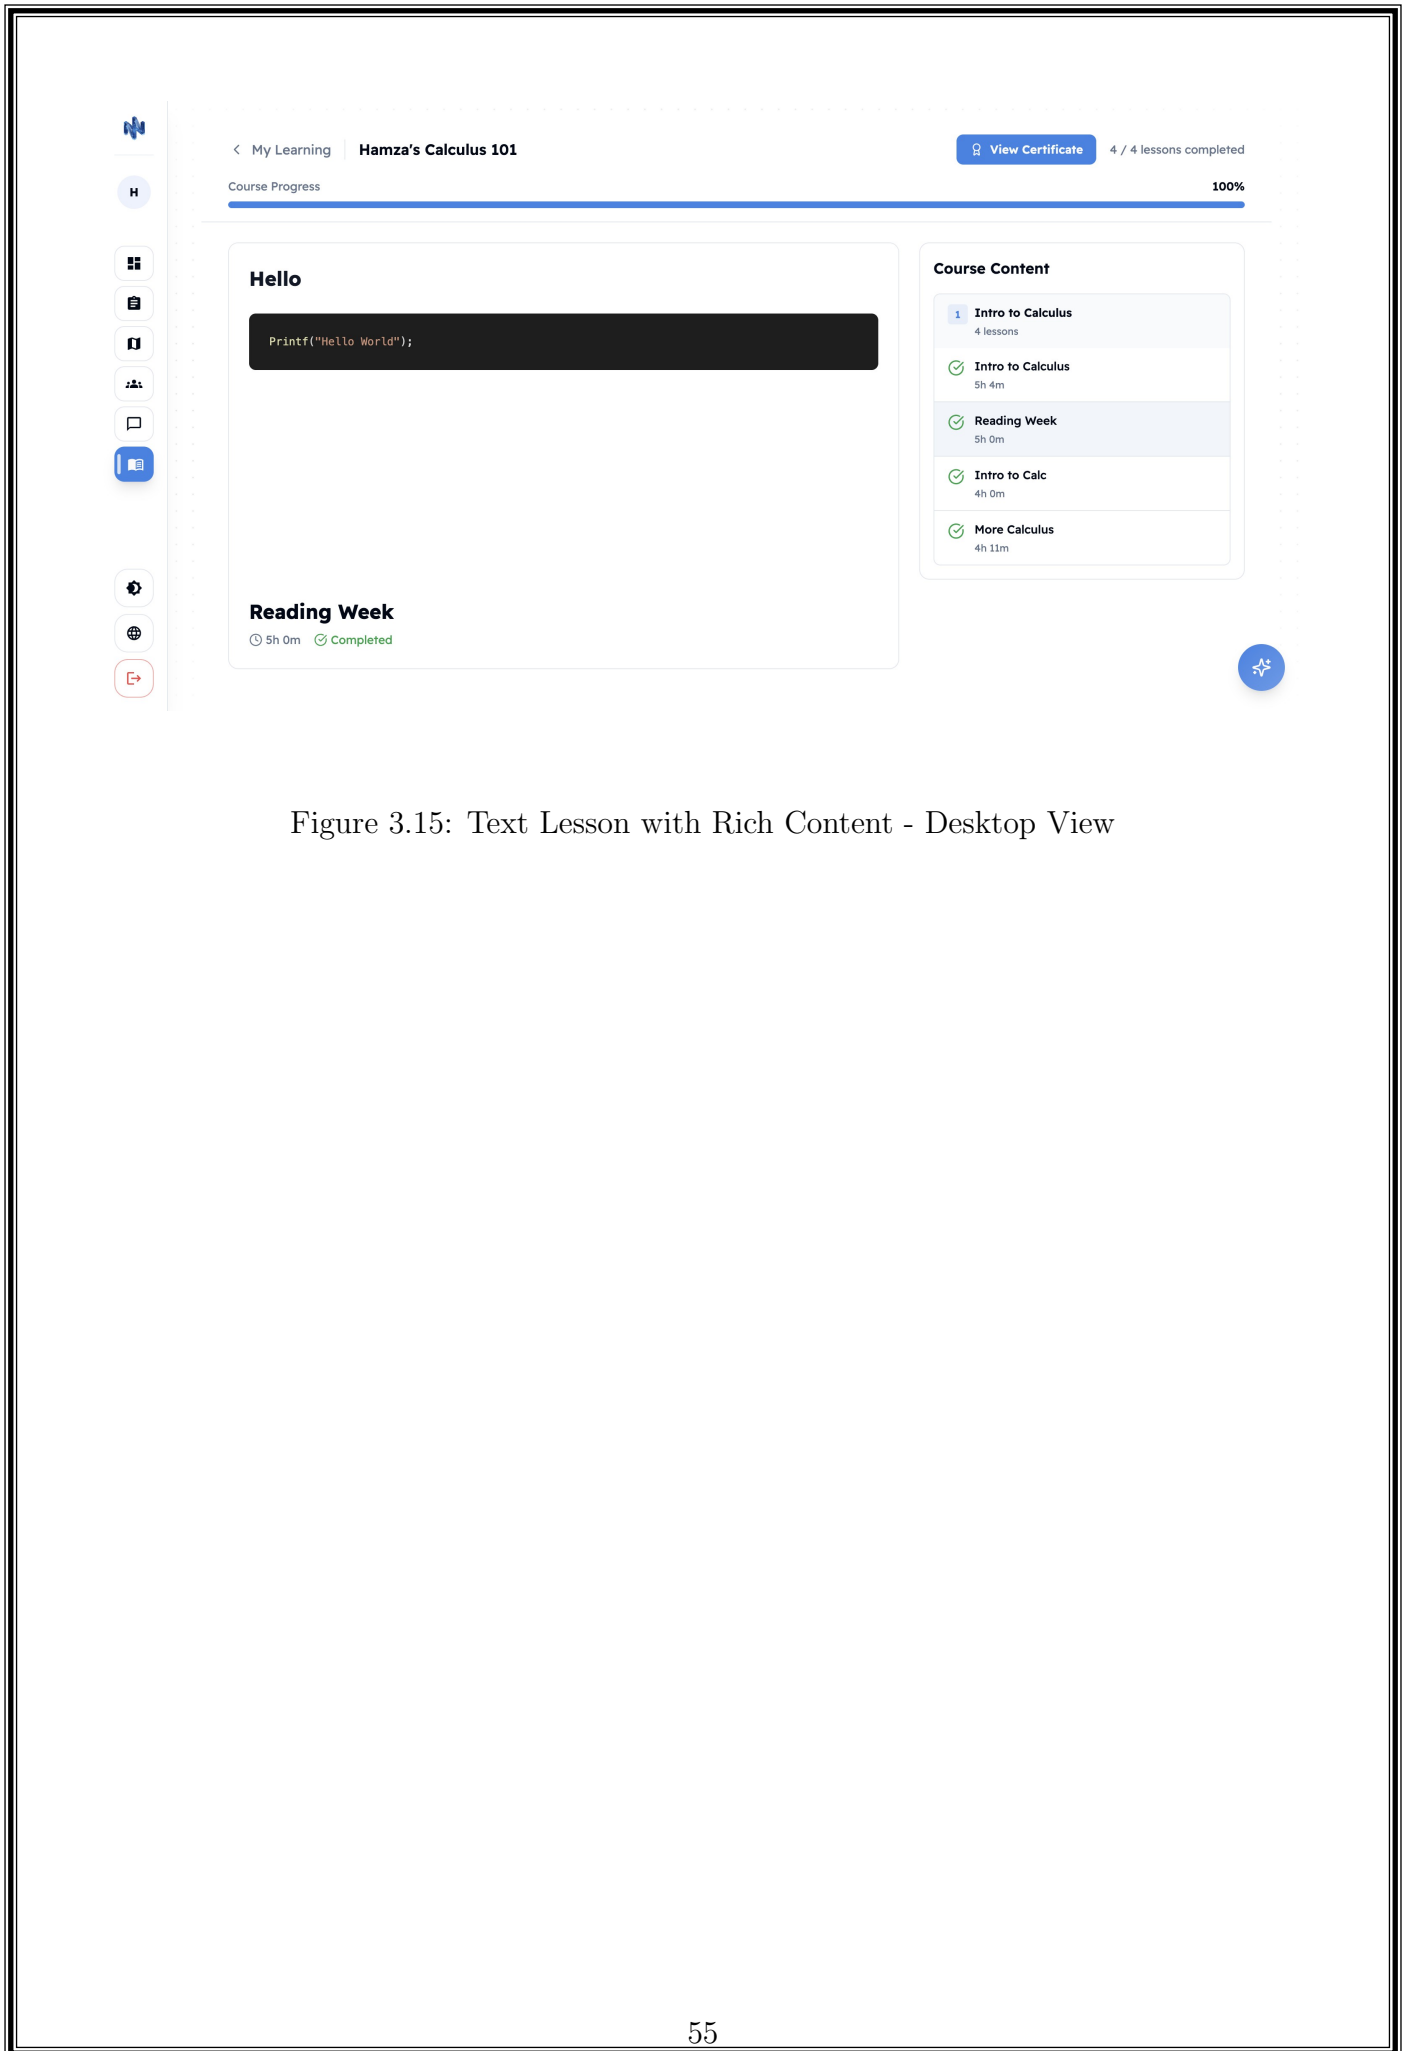 My Learning
Hamza's Calculus 101
View Certificate
4 / 4 lessons completed
H
Course Progress
100%
Hello
Printf("Hello World");
Reading Week
5h 0m
Completed
Course Content
1
Intro to Calculus
4 lessons
Intro to Calculus
5h 4m
Reading Week
5h 0m
Intro to Calc
4h 0m
More Calculus
4h 11m
Figure 3.15: Text Lesson with Rich Content - Desktop View
55